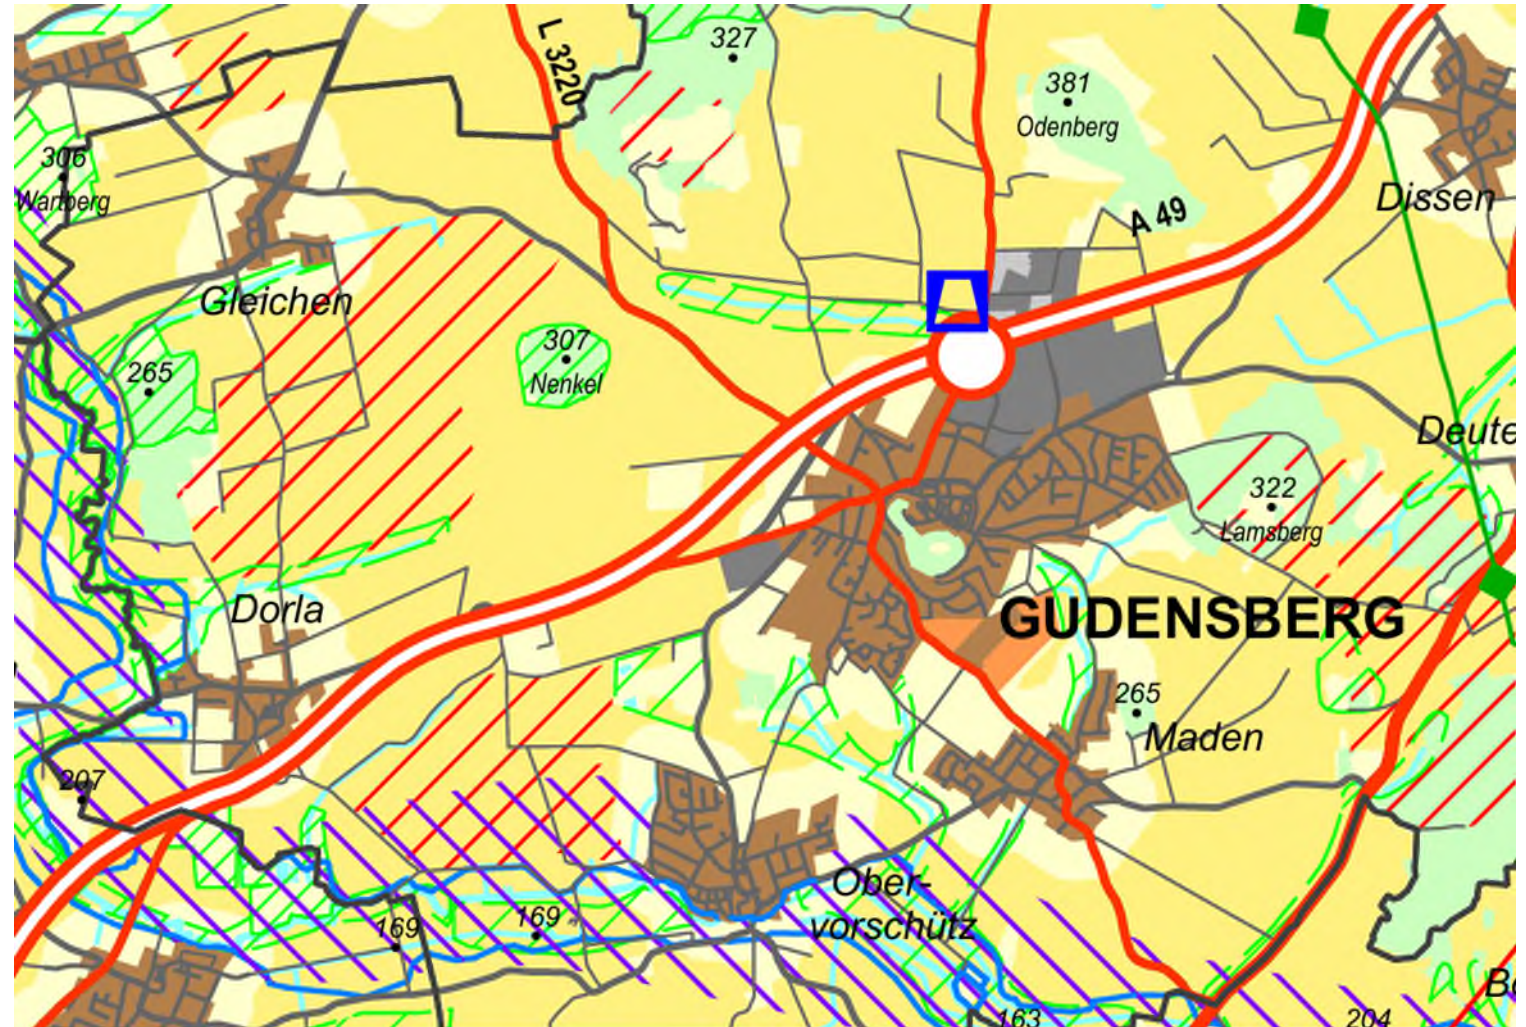 L 3220
327
381
Odenberg
306
Wartberg
Dissen
A 49
Gleichen
307
Nenkel
265
Deute
322
Lamsberg
Dorla
GUDENSBERG
265
Maden
207
Ober-
vorschütz
169
169
Be
163
204